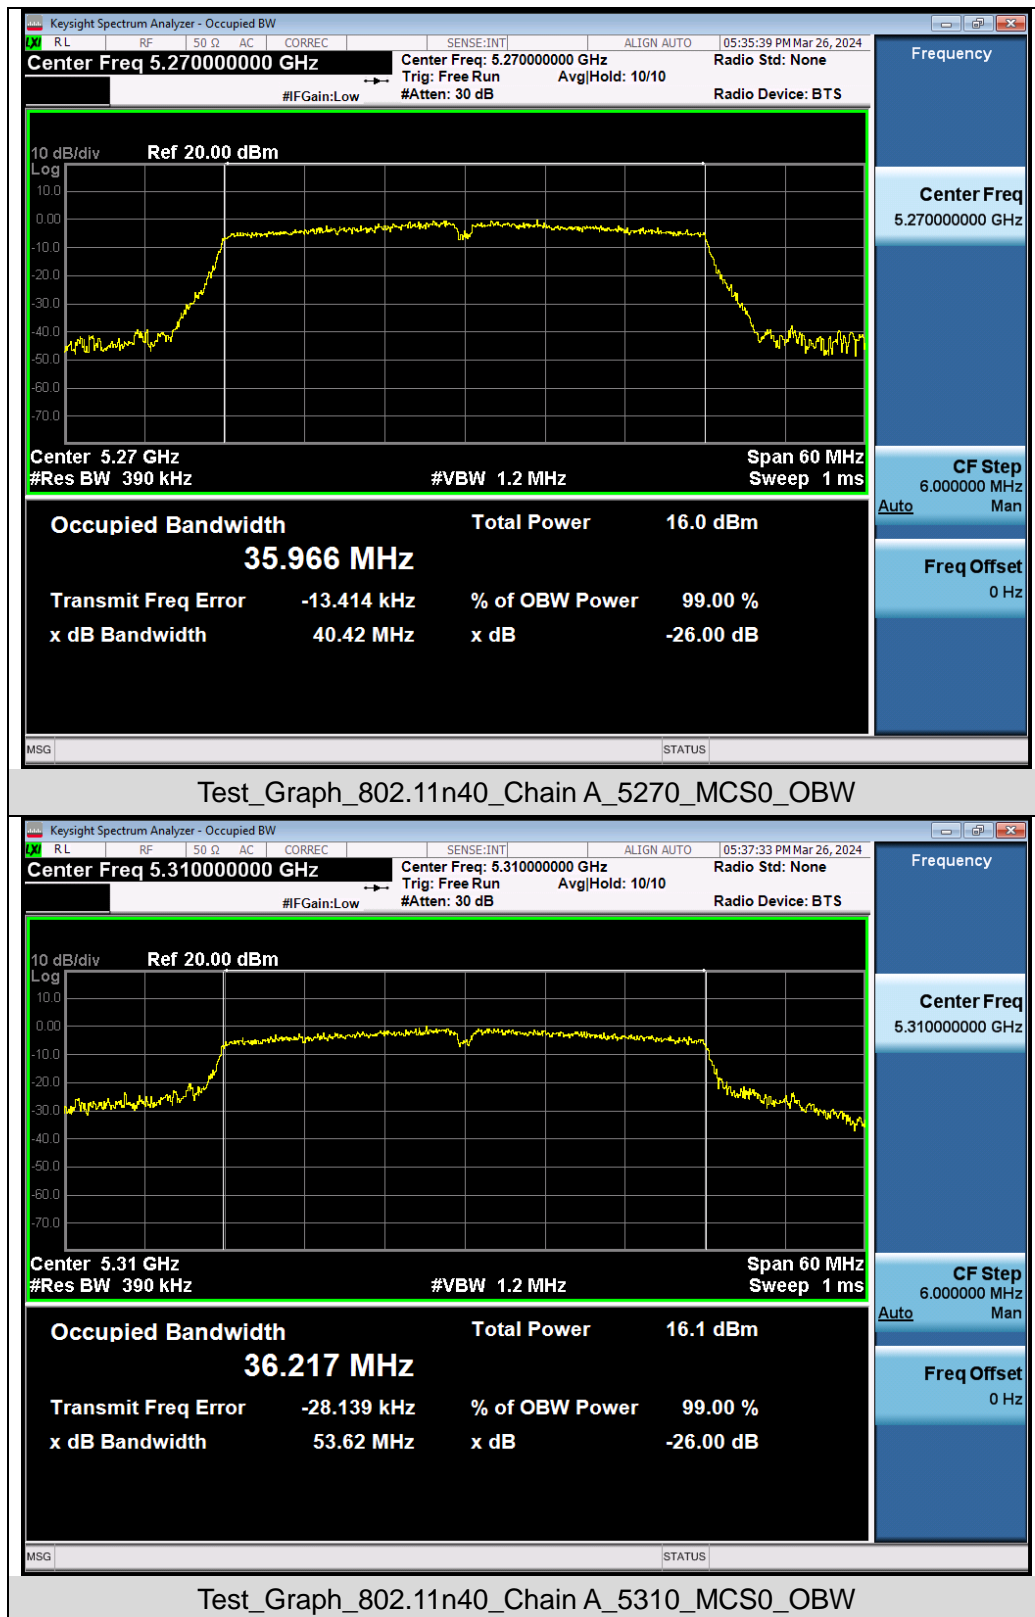 Keysight Spectrum Analyzer - Occupied BW
LXI RL RF 50 Ω AC CORREC SENSE:INT ALIGN AUTO 05:35:39 PM Mar 26, 2024
Center Freq 5.270000000 GHz
Center Freq: 5.270000000 GHz Radio Std: None
Trig: Free Run Avg|Hold: 10/10
#IFGain:Low #Atten: 30 dB Radio Device: BTS
Frequency
10 dB/div Ref 20.00 dBm
Log
10.0
0.00
-10.0
-20.0
-30.0
-40.0
-50.0
-60.0
-70.0
Center Freq
5.270000000 GHz
Center 5.27 GHz Span 60 MHz
#Res BW 390 kHz #VBW 1.2 MHz Sweep 1 ms
CF Step
6.000000 MHz
Auto Man
Occupied Bandwidth Total Power 16.0 dBm
35.966 MHz
Freq Offset
0 Hz
Transmit Freq Error -13.414 kHz % of OBW Power 99.00 %
x dB Bandwidth 40.42 MHz x dB -26.00 dB
MSG STATUS
Test_Graph_802.11n40_Chain A_5270_MCS0_OBW
Keysight Spectrum Analyzer - Occupied BW
LXI RL RF 50 Ω AC CORREC SENSE:INT ALIGN AUTO 05:37:33 PM Mar 26, 2024
Center Freq 5.310000000 GHz
Center Freq: 5.310000000 GHz Radio Std: None
Trig: Free Run Avg|Hold: 10/10
#IFGain:Low #Atten: 30 dB Radio Device: BTS
Frequency
10 dB/div Ref 20.00 dBm
Log
10.0
0.00
-10.0
-20.0
-30.0
-40.0
-50.0
-60.0
-70.0
Center Freq
5.310000000 GHz
Center 5.31 GHz Span 60 MHz
#Res BW 390 kHz #VBW 1.2 MHz Sweep 1 ms
CF Step
6.000000 MHz
Auto Man
Occupied Bandwidth Total Power 16.1 dBm
36.217 MHz
Freq Offset
0 Hz
Transmit Freq Error -28.139 kHz % of OBW Power 99.00 %
x dB Bandwidth 53.62 MHz x dB -26.00 dB
MSG STATUS
Test_Graph_802.11n40_Chain A_5310_MCS0_OBW